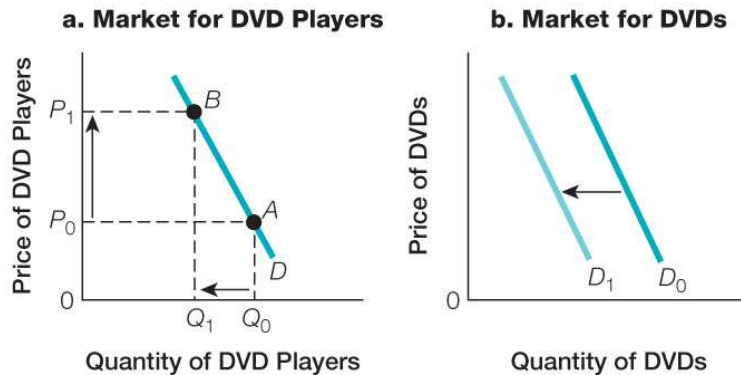 a. Market for DVD Players
Price of DVD Players
P1
P0
0
B
A
D
Q1
Q0
Quantity of DVD Players
b. Market for DVDs
Price of DVDs
0
D1
D0
Quantity of DVDs